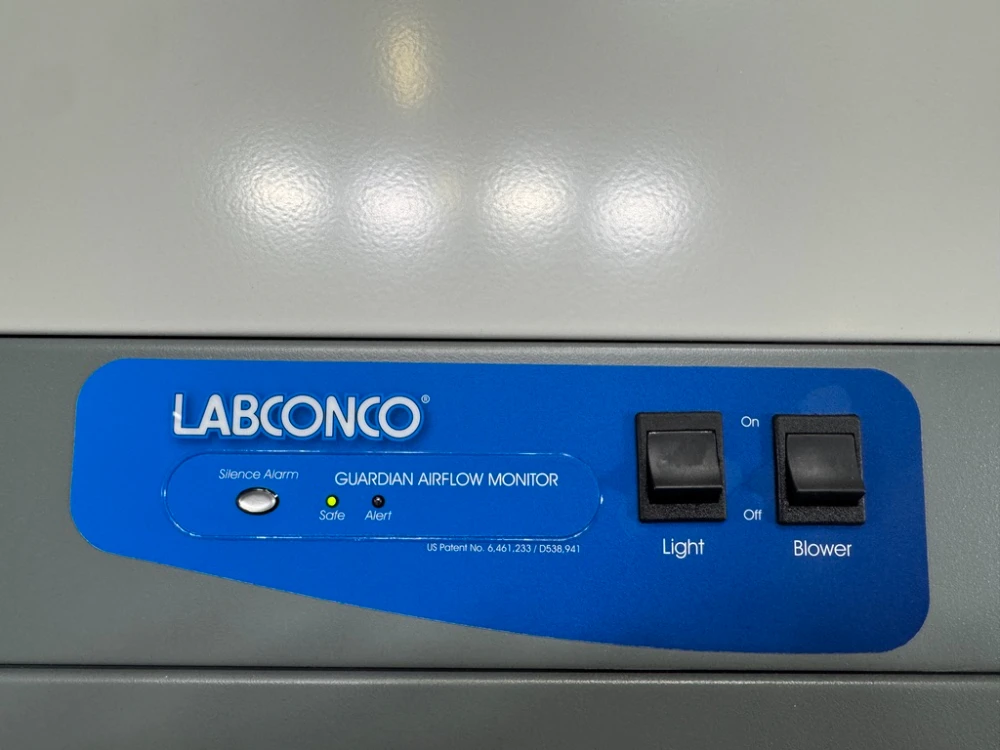 LABCONCO®
Silence Alarm
GUARDIAN AIRFLOW MONITOR
Safe
Alert
US Patent No. 6,461,233 / D538,941
On
Off
Light
Blower